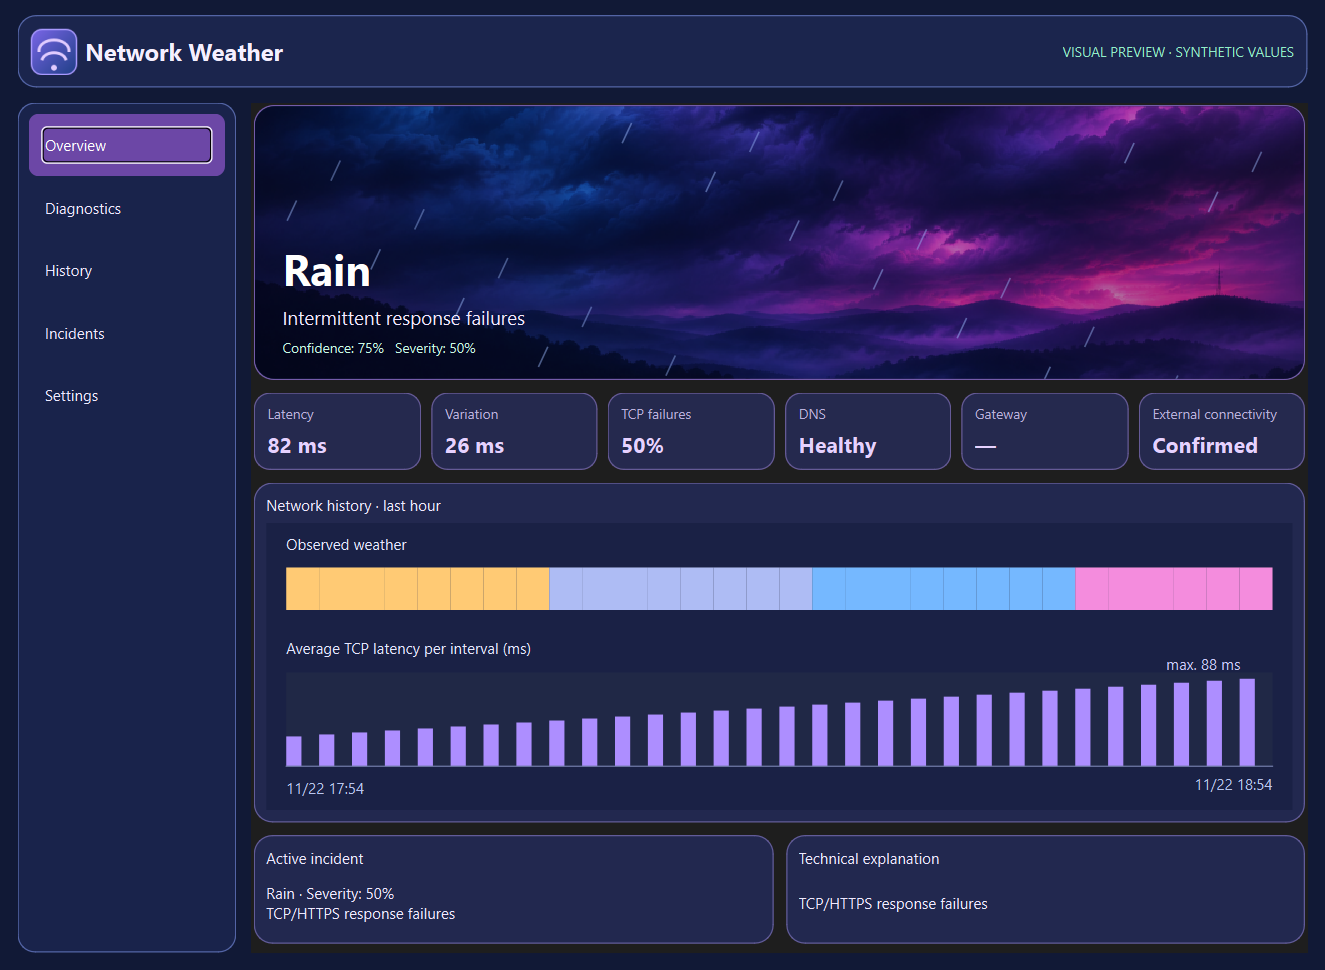 Network Weather
VISUAL PREVIEW · SYNTHETIC VALUES
Overview
Diagnostics
History
Incidents
Settings
Rain
Intermittent response failures
Confidence: 75% Severity: 50%
Latency
82 ms
Variation
26 ms
TCP failures
50%
DNS
Healthy
Gateway
—
External connectivity
Confirmed
Network history · last hour
Observed weather
Average TCP latency per interval (ms)
max. 88 ms
11/22 17:54
11/22 18:54
Active incident
Rain · Severity: 50%
TCP/HTTPS response failures
Technical explanation
TCP/HTTPS response failures